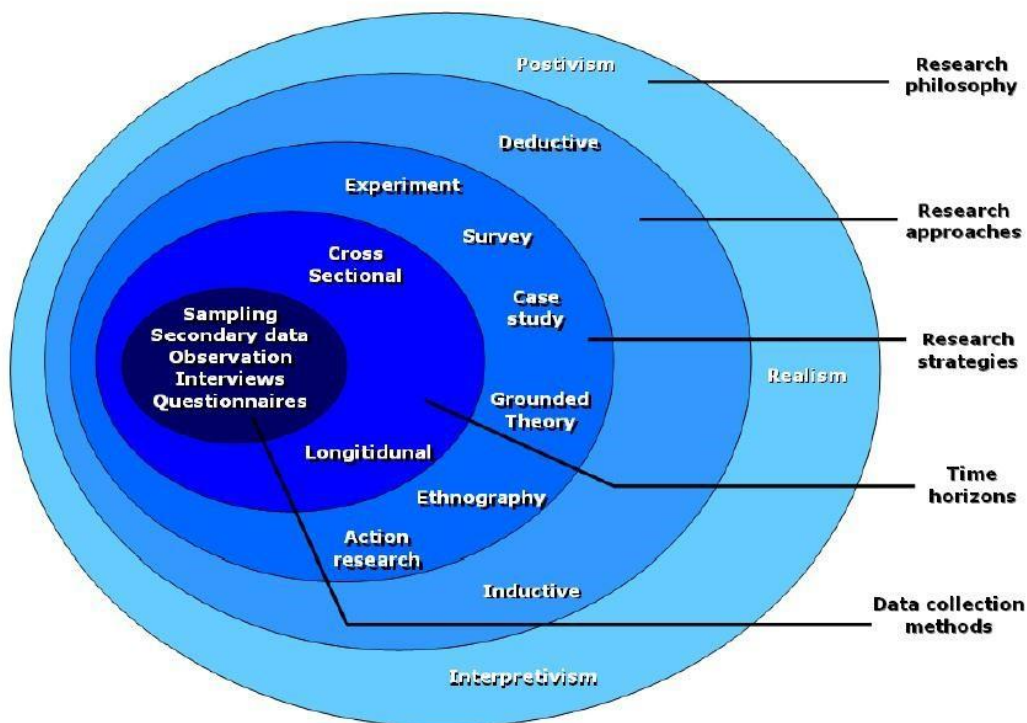 Postivism
Research
philosophy
Deductive
Experiment
Research
approaches
Survey
Cross
Sectional
Case
study
Sampling
Secondary data
Observation
Interviews
Questionnaires
Research
strategies
Realism
Grounded
Theory
Longitidunal
Time
horizons
Ethnography
Action
research
Inductive
Data collection
methods
Interpretivism